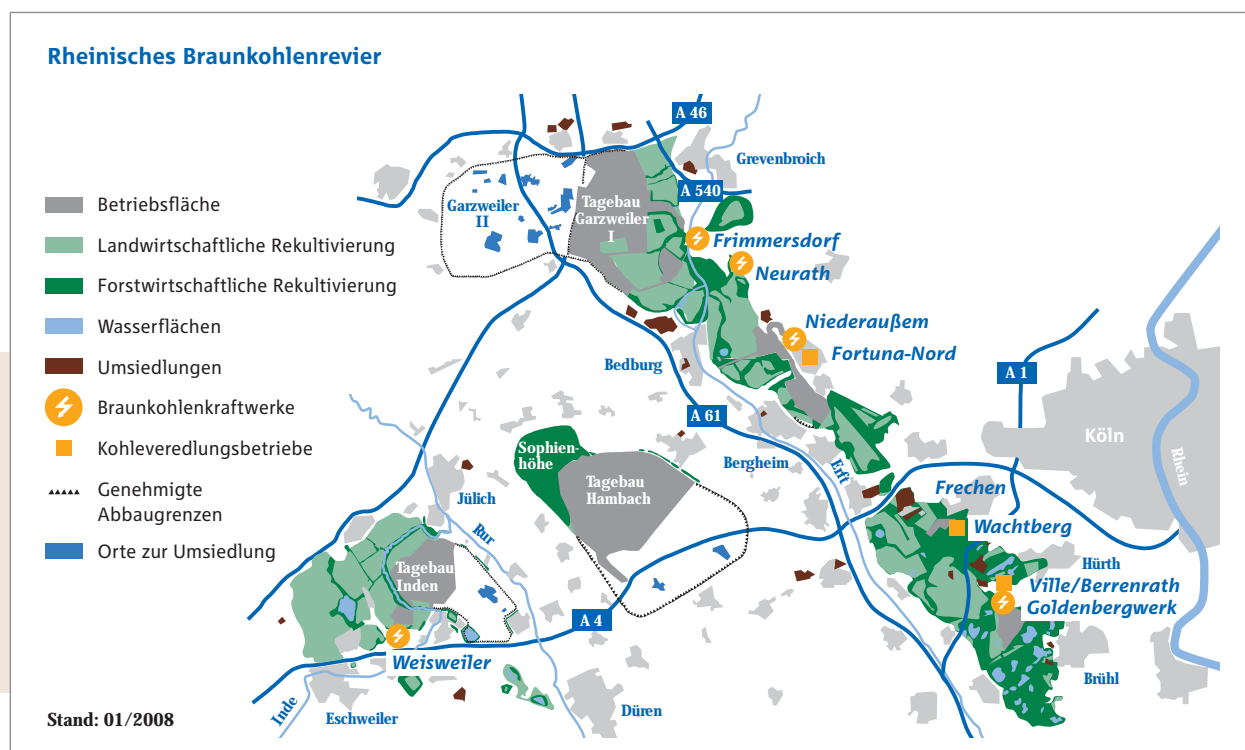 Rheinisches Braunkohlenrevier
Betriebsfläche
Landwirtschaftliche Rekultivierung
Forstwirtschaftliche Rekultivierung
Wasserflächen
Umsiedlungen
Braunkohlenkraftwerke
Kohleveredlungsbetriebe
Genehmigte
Abbaugrenzen
Orte zur Umsiedlung
Stand: 01/2008
A 46
Grevenbroich
A 540
Garzweiler
II
Tagebau
Garzweiler
I
Frimmersdorf
Neurath
Niederaußem
Fortuna-Nord
Bedburg
A 1
A 61
Köln
Rhein
Sophien-
höhe
Bergheim
Erft
Tagebau
Hambach
Jülich
Rur
Frechen
Wachtberg
Tagebau
Inden
Hürth
Ville/Berrenrath
Goldenbergwerk
A 4
Weisweiler
Brühl
Inde
Eschweiler
Düren